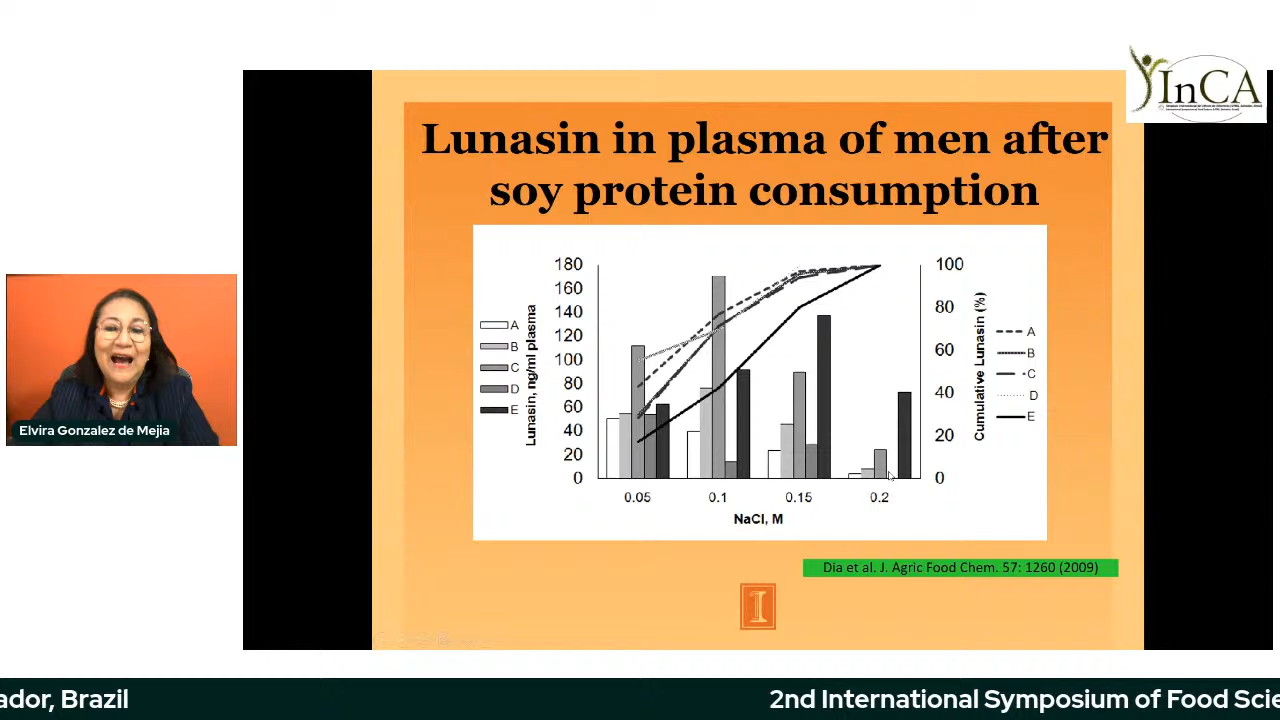 InCA
Lunasin in plasma of men after
soy protein consumption
180
160
140
120
100
80
60
40
20
0
Lunasin, ng/ml plasma
A
B
C
D
E
100
80
60
40
20
0
Cumulative Lunasin (%)
A
B
C
D
E
0.05
0.1
0.15
0.2
NaCl, M
Dia et al. J. Agric Food Chem. 57: 1260 (2009)
I
Elvira Gonzalez de Mejia
ador, Brazil
2nd International Symposium of Food Scie